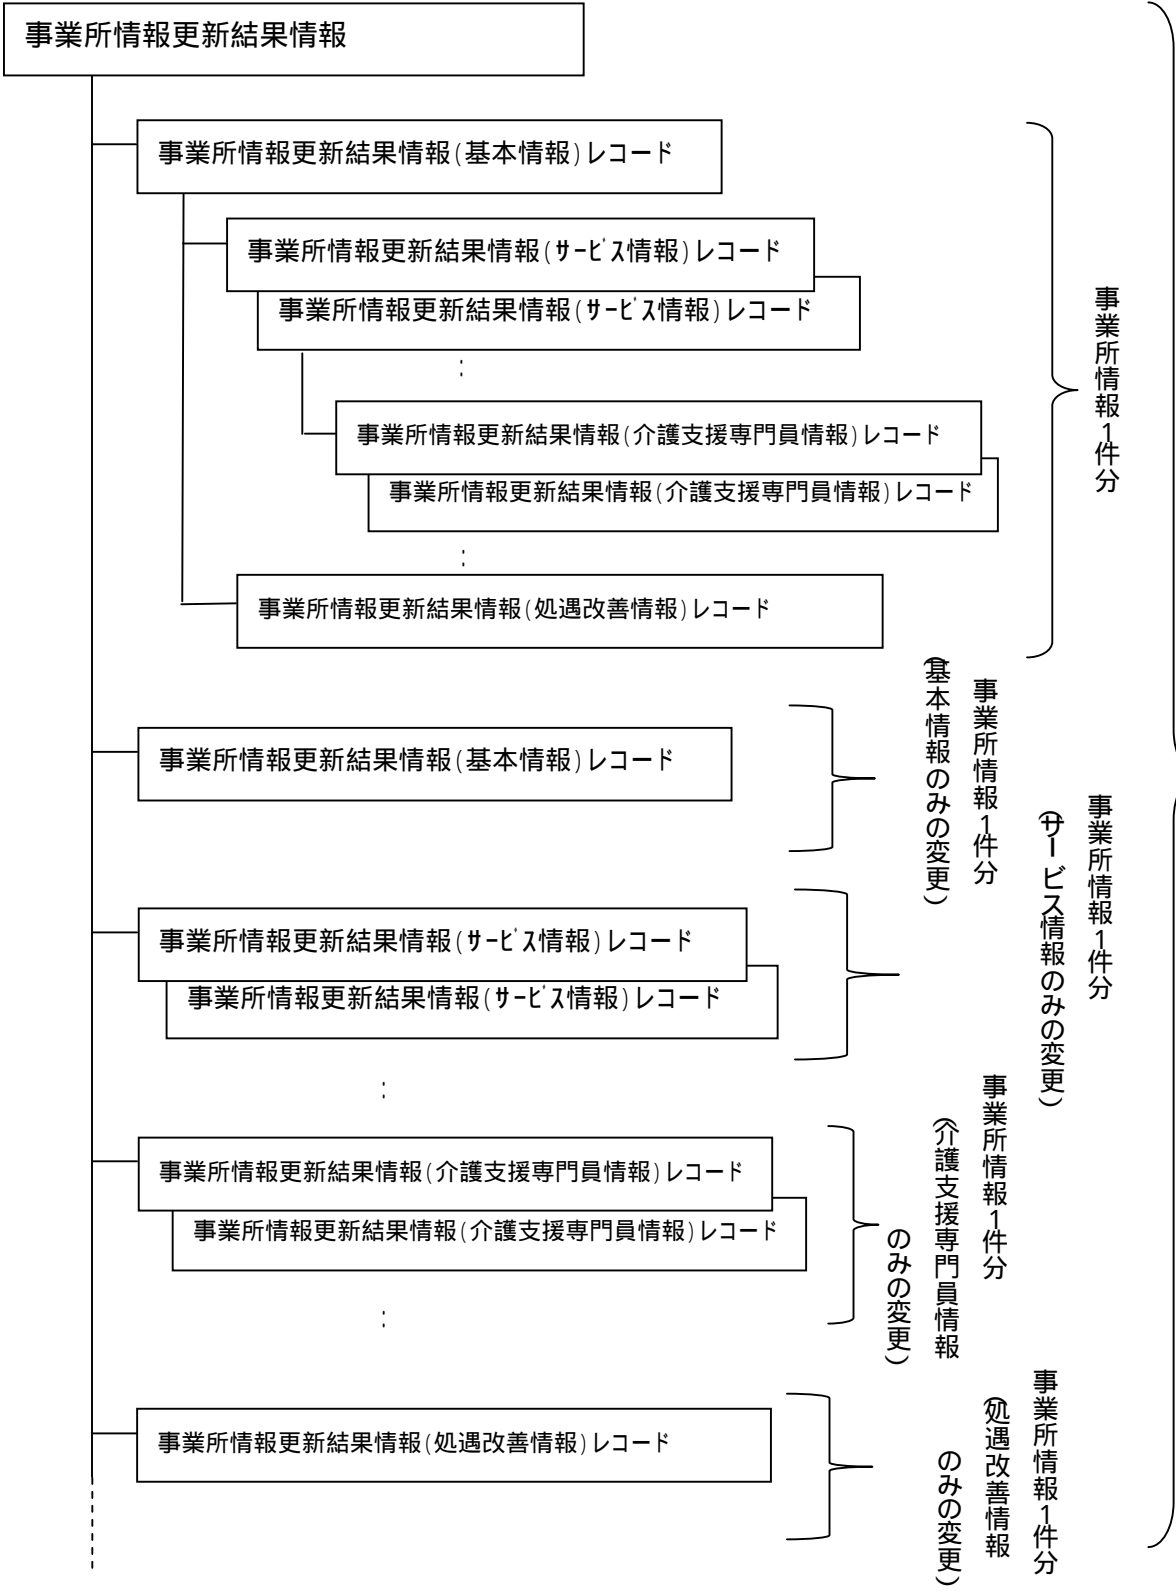 事業所情報更新結果情報
事業所情報更新結果情報(基本情報)レコード
事業所情報更新結果情報(ｻｰﾋﾞｽ情報)レコード
事業所情報更新結果情報(ｻｰﾋﾞｽ情報)レコード
:
事業所情報更新結果情報(介護支援専門員情報)レコード
事業所情報更新結果情報(介護支援専門員情報)レコード
:
事業所情報更新結果情報(処遇改善情報)レコード
事業所情報1件分
事業所情報更新結果情報(基本情報)レコード
事業所情報1件分
(基本情報のみの変更)
事業所情報更新結果情報(ｻｰﾋﾞｽ情報)レコード
事業所情報更新結果情報(ｻｰﾋﾞｽ情報)レコード
:
事業所情報1件分
(サービス情報のみの変更)
事業所情報更新結果情報(介護支援専門員情報)レコード
事業所情報更新結果情報(介護支援専門員情報)レコード
:
事業所情報1件分
(介護支援専門員情報
のみの変更)
事業所情報更新結果情報(処遇改善情報)レコード
事業所情報1件分
(処遇改善情報
のみの変更)